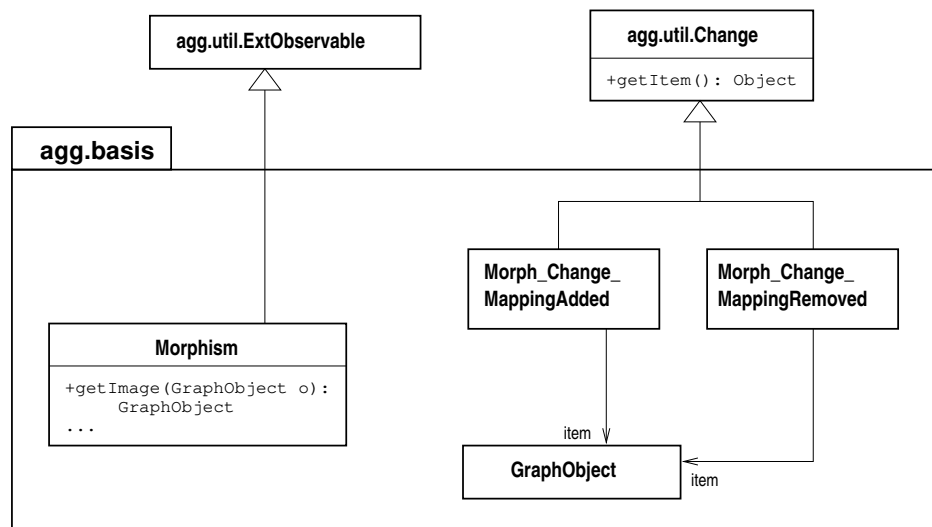 agg.util.ExtObservable
agg.util.Change
+getItem(): Object
agg.basis
Morph_Change_
MappingAdded
Morph_Change_
MappingRemoved
Morphism
+getImage(GraphObject o):
GraphObject
...
item
GraphObject
item